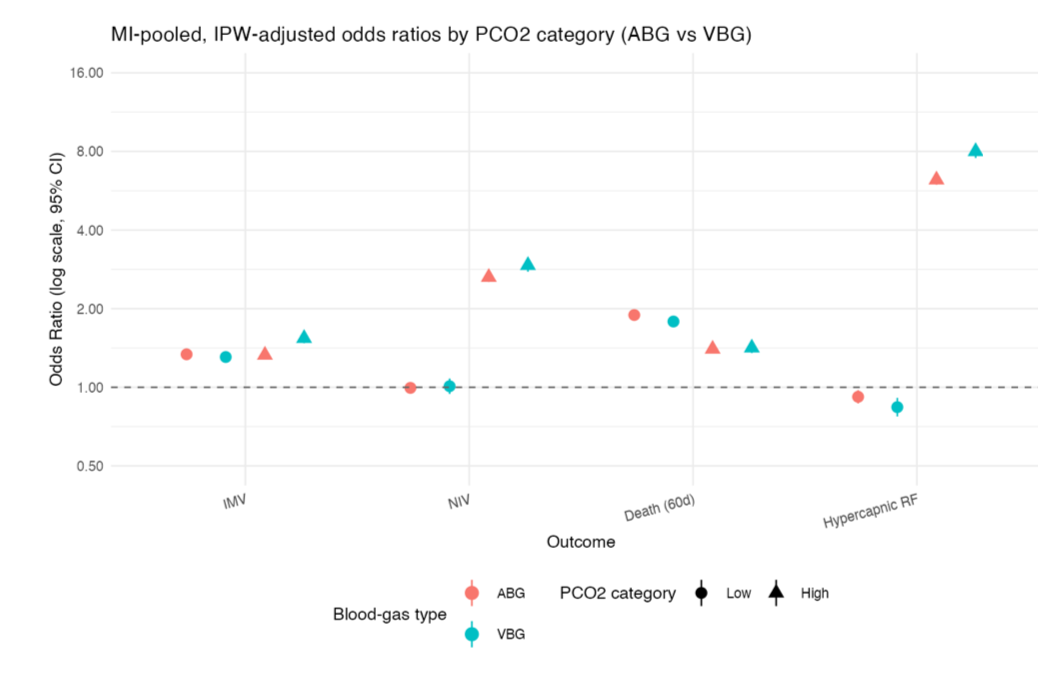 MI-pooled, IPW-adjusted odds ratios by PCO2 category (ABG vs VBG)
Odds Ratio (log scale, 95% CI)
16.00
8.00
4.00
2.00
1.00
0.50
IMV
NIV
Death (60d)
Hypercapnic RF
Outcome
Blood-gas type
ABG
VBG
PCO2 category
Low
High